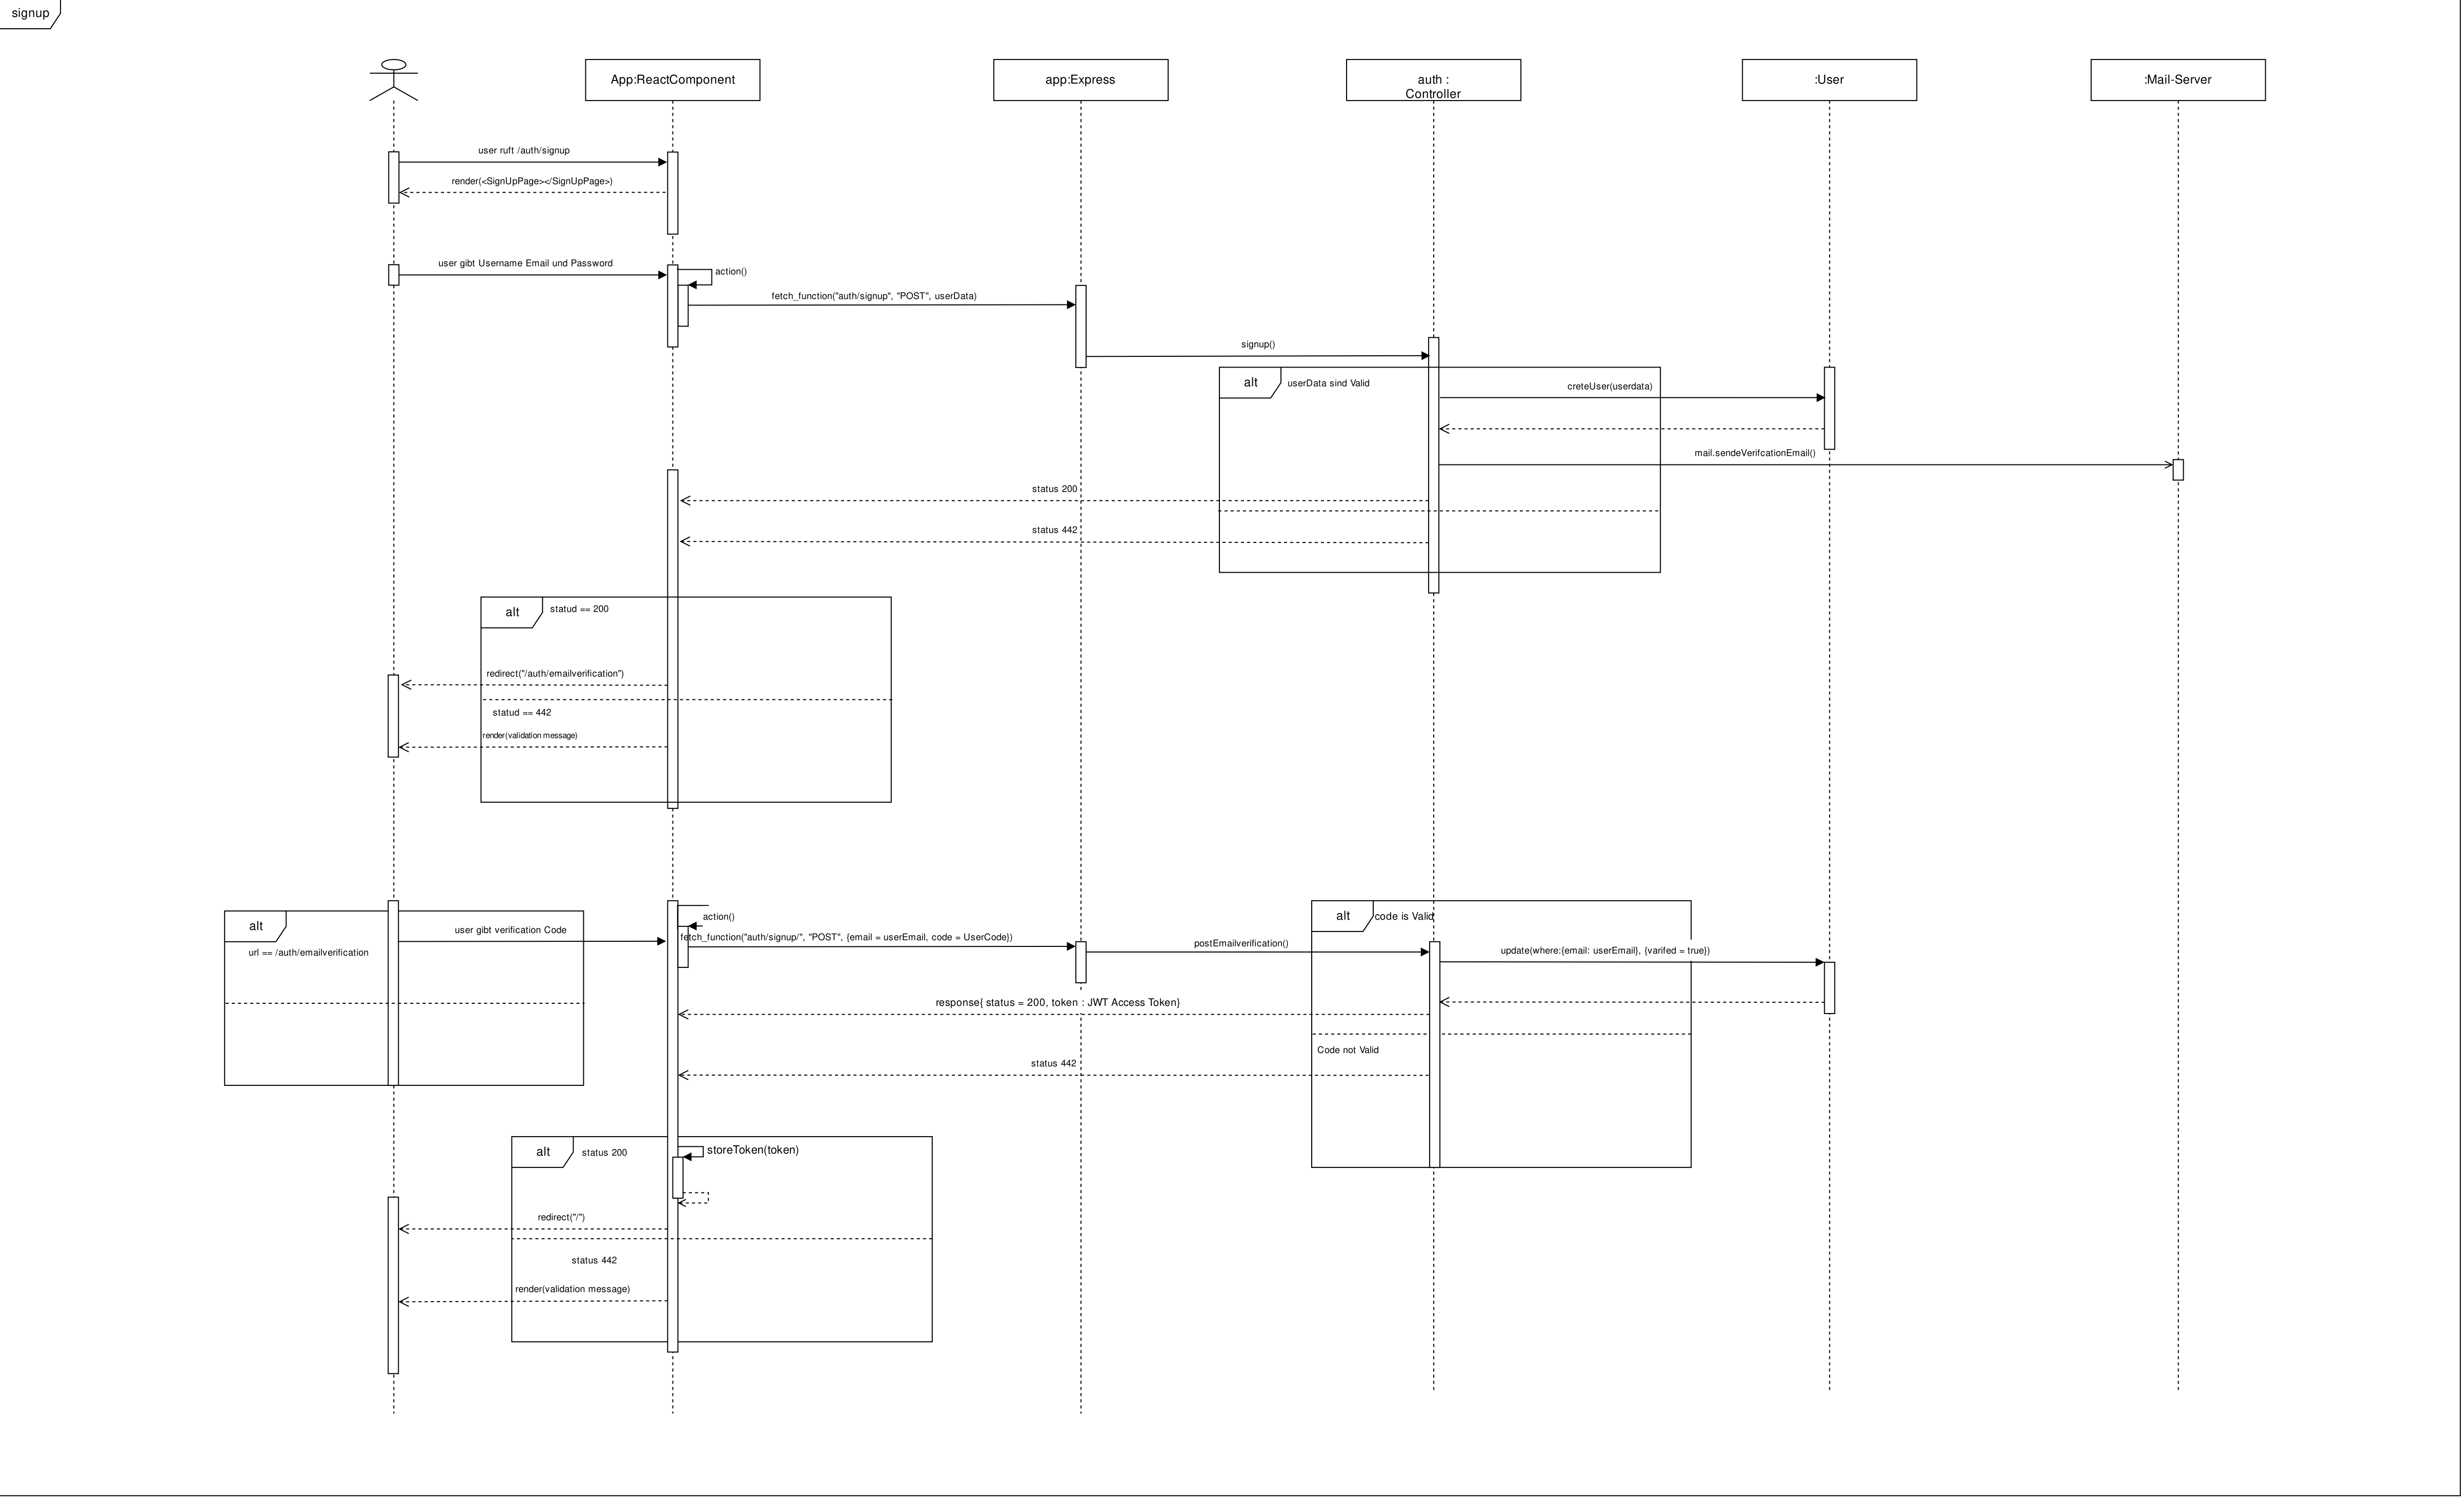 signup
App:ReactComponent
app:Express
auth :
Controller
:User
:Mail-Server
user ruft /auth/signup
render(<SignUpPage></SignUpPage>)
user gibt Username Email und Password
action()
fetch_function("auth/signup", "POST", userData)
signup()
alt
userData sind Valid
creteUser(userdata)
mail.sendeVerifcationEmail()
status 200
status 442
alt
statud == 200
redirect("/auth/emailverification")
statud == 442
render(validation message)
alt
url == /auth/emailverification
user gibt verification Code
action()
fetch_function("auth/signup/", "POST", {email = userEmail, code = UserCode})
postEmailverification()
alt
code is Valid
update(where:{email: userEmail}, {varifed = true})
response{ status = 200, token : JWT Access Token}
Code not Valid
status 442
alt
status 200
storeToken(token)
redirect("/")
status 442
render(validation message)